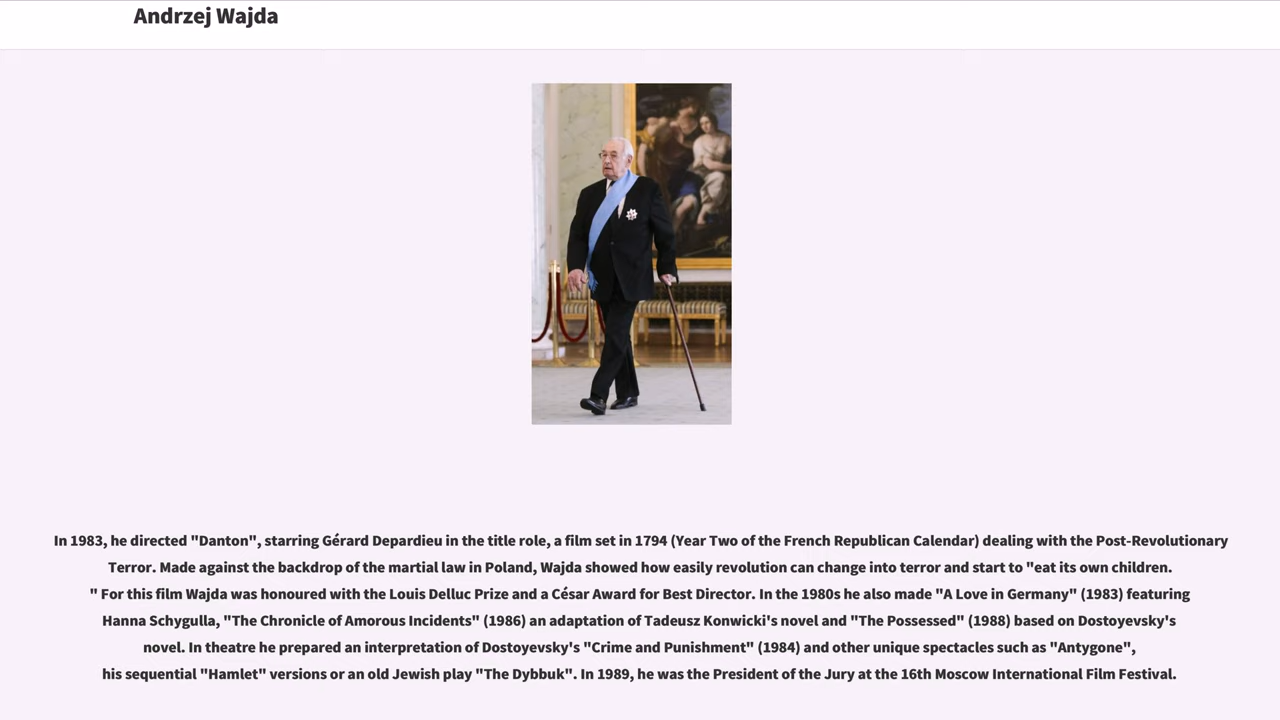 Andrzej Wajda
In 1983, he directed "Danton", starring Gérard Depardieu in the title role, a film set in 1794 (Year Two of the French Republican Calendar) dealing with the Post-Revolutionary
Terror. Made against the backdrop of the martial law in Poland, Wajda showed how easily revolution can change into terror and start to "eat its own children.
" For this film Wajda was honoured with the Louis Delluc Prize and a César Award for Best Director. In the 1980s he also made "A Love in Germany" (1983) featuring
Hanna Schygulla, "The Chronicle of Amorous Incidents" (1986) an adaptation of Tadeusz Konwicki's novel and "The Possessed" (1988) based on Dostoyevsky's
novel. In theatre he prepared an interpretation of Dostoyevsky's "Crime and Punishment" (1984) and other unique spectacles such as "Antygone",
his sequential "Hamlet" versions or an old Jewish play "The Dybbuk". In 1989, he was the President of the Jury at the 16th Moscow International Film Festival.